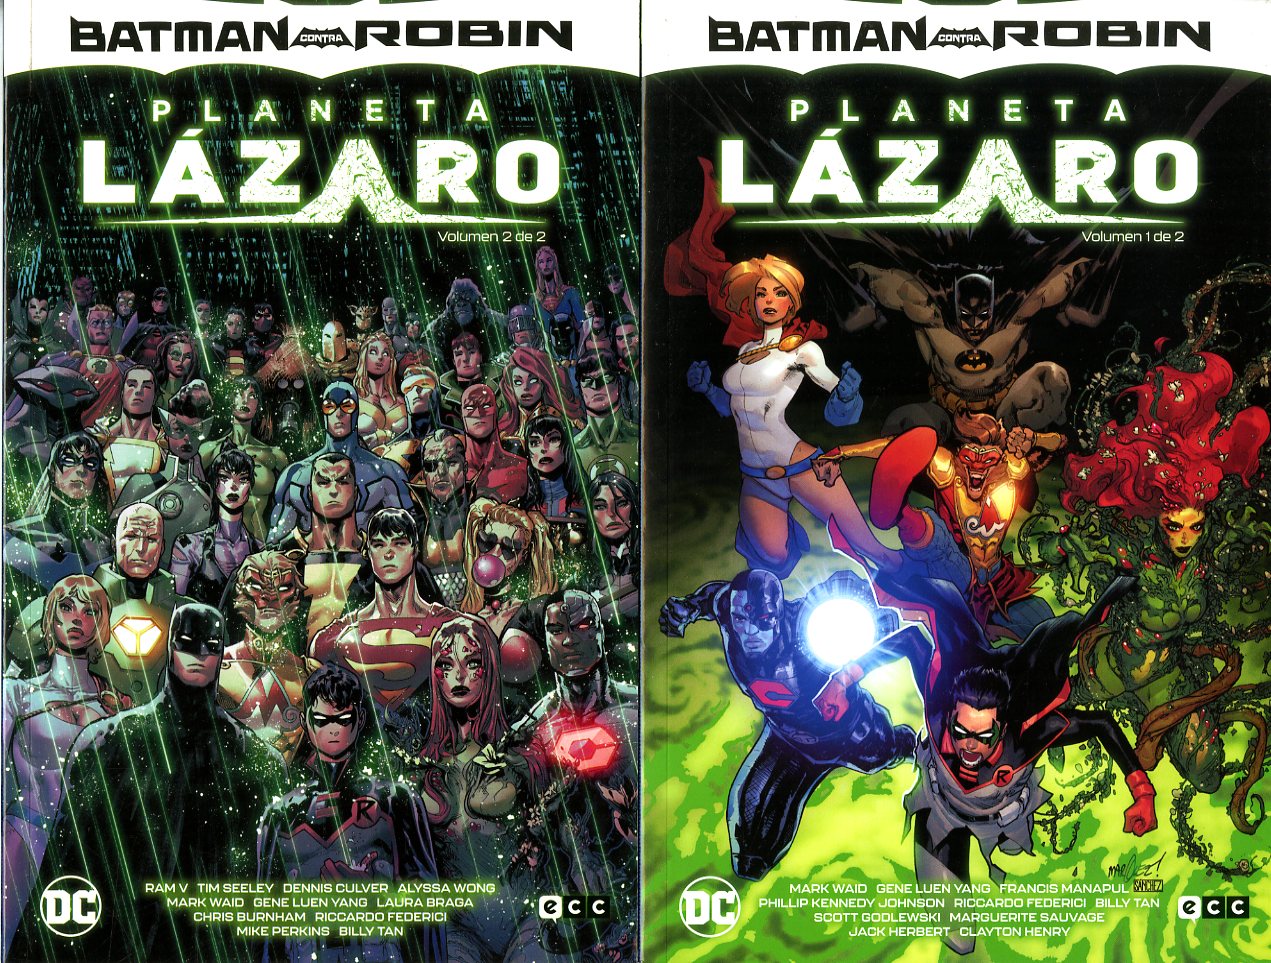 BATMAN CONTRA ROBIN
PLANETA
LÁZARO
Volumen 2 de 2
R
DC
RAM V TIM SEELEY DENNIS CULVER ALYSSA WONG
MARK WAID GENE LUEN YANG LAURA BRAGA
CHRIS BURNHAM RICCARDO FEDERICI
MIKE PERKINS BILLY TAN
ecc
BATMAN CONTRA ROBIN
PLANETA
LÁZARO
Volumen 1 de 2
R
SANCHEZ
DC
MARK WAID GENE LUEN YANG FRANCIS MANAPUL
PHILLIP KENNEDY JOHNSON RICCARDO FEDERICI BILLY TAN
SCOTT GODLEWSKI MARGUERITE SAUVAGE
JACK HERBERT CLAYTON HENRY
ecc